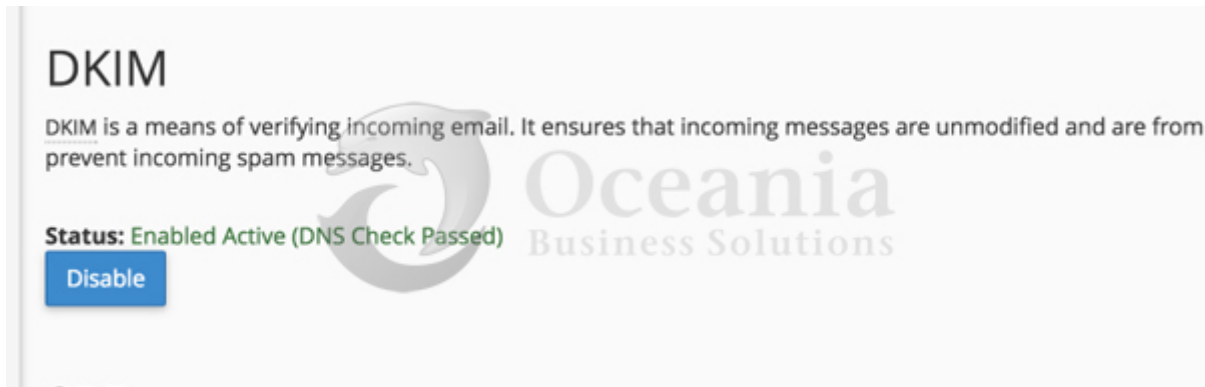 DKIM
DKIM is a means of verifying incoming email. It ensures that incoming messages are unmodified and are from
prevent incoming spam messages.
Oceania
Business Solutions
Status: Enabled Active (DNS Check Passed)
Disable